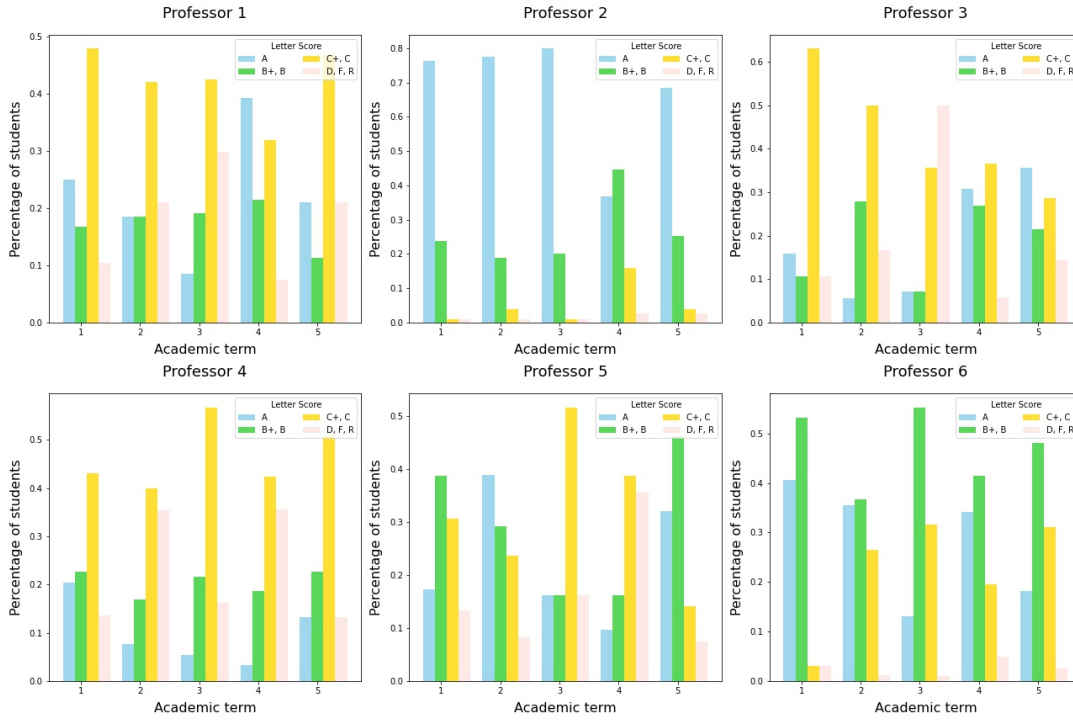 Professor 1
Percentage of students
0.5
0.4
0.3
0.2
0.1
0.0
Letter Score
A C+, C
B+, B D, F, R
1 2 3 4 5
Academic term
Professor 2
Percentage of students
0.8
0.7
0.6
0.5
0.4
0.3
0.2
0.1
0.0
Letter Score
A C+, C
B+, B D, F, R
1 2 3 4 5
Academic term
Professor 3
Percentage of students
0.6
0.5
0.4
0.3
0.2
0.1
0.0
Letter Score
A C+, C
B+, B D, F, R
1 2 3 4 5
Academic term
Professor 4
Percentage of students
0.5
0.4
0.3
0.2
0.1
0.0
Letter Score
A C+, C
B+, B D, F, R
1 2 3 4 5
Academic term
Professor 5
Percentage of students
0.5
0.4
0.3
0.2
0.1
0.0
Letter Score
A C+, C
B+, B D, F, R
1 2 3 4 5
Academic term
Professor 6
Percentage of students
0.5
0.4
0.3
0.2
0.1
0.0
Letter Score
A C+, C
B+, B D, F, R
1 2 3 4 5
Academic term